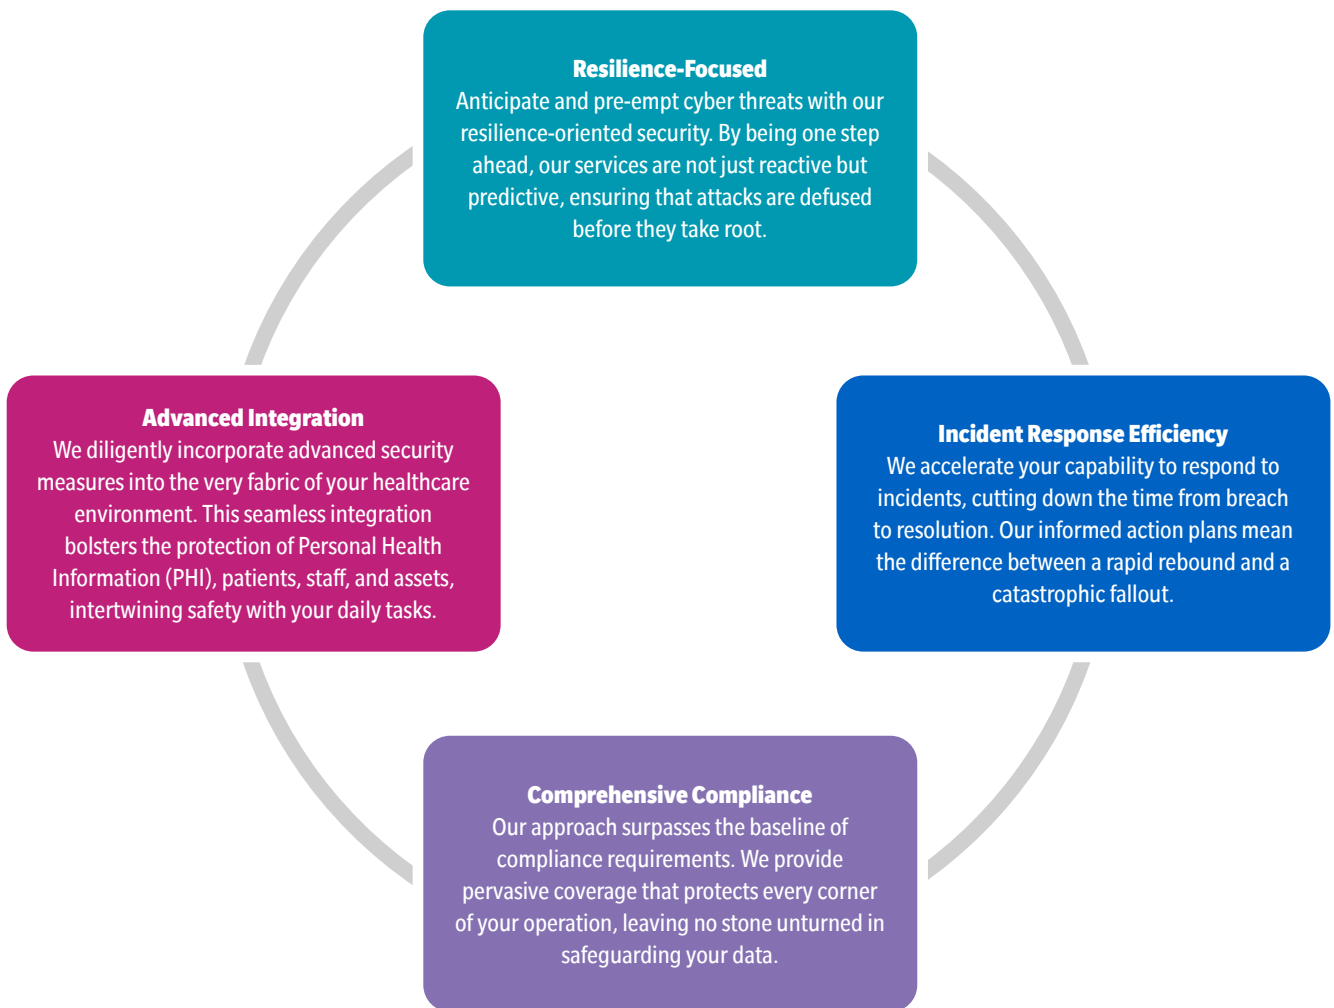 Resilience-Focused
Anticipate and pre-empt cyber threats with our
resilience-oriented security. By being one step
ahead, our services are not just reactive but
predictive, ensuring that attacks are defused
before they take root.
Advanced Integration
We diligently incorporate advanced security
measures into the very fabric of your healthcare
environment. This seamless integration
bolsters the protection of Personal Health
Information (PHI), patients, staff, and assets,
intertwining safety with your daily tasks.
Incident Response Efficiency
We accelerate your capability to respond to
incidents, cutting down the time from breach
to resolution. Our informed action plans mean
the difference between a rapid rebound and a
catastrophic fallout.
Comprehensive Compliance
Our approach surpasses the baseline of
compliance requirements. We provide
pervasive coverage that protects every corner
of your operation, leaving no stone unturned in
safeguarding your data.